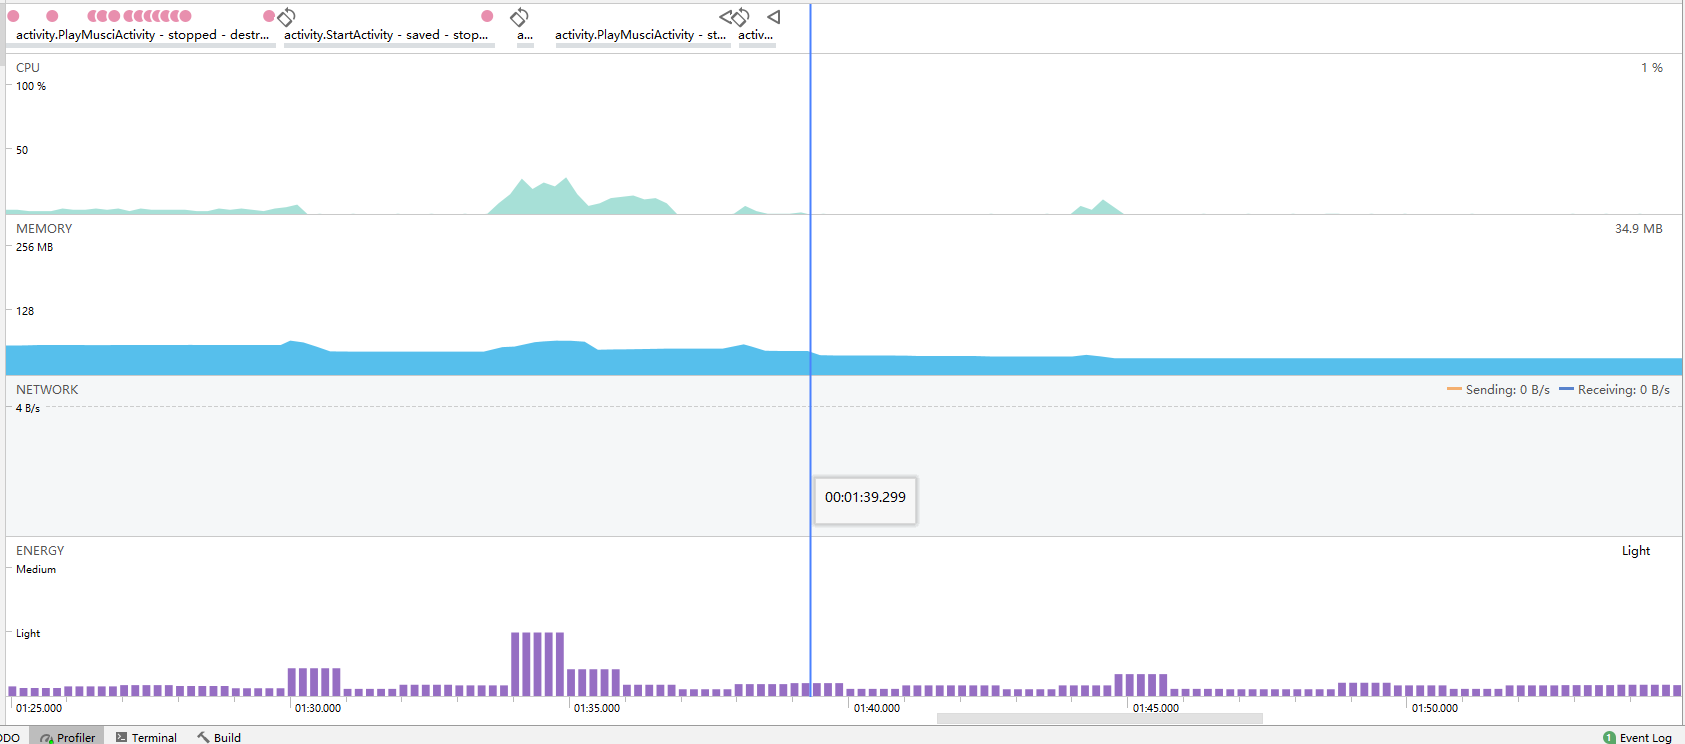 activity.PlayMusciActivity - stopped - destr... activity.StartActivity - saved - stop... a... activity.PlayMusciActivity - st... activ...
CPU 1 %
100 %
50
MEMORY 34.9 MB
256 MB
128
NETWORK Sending: 0 B/s Receiving: 0 B/s
4 B/s
00:01:39.299
ENERGY Light
Medium
Light
01:25.000 01:30.000 01:35.000 01:40.000 01:45.000 01:50.000
ODO Profiler Terminal Build 1 Event Log